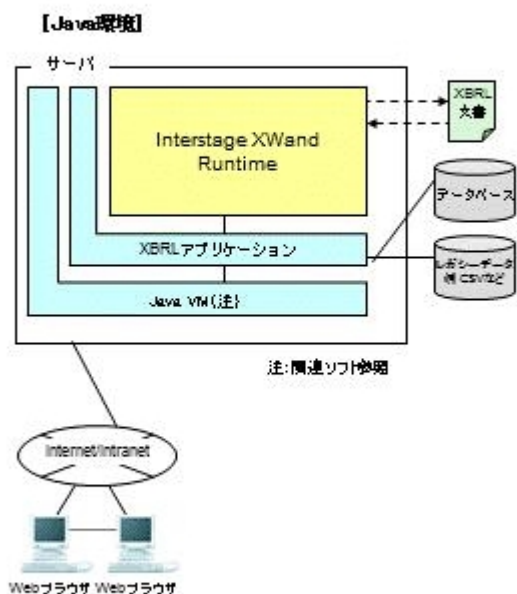 【Java環境】
サーバ
Interstage XWand
Runtime
XBRL
文書
データベース
XBRLアプリケーション
レガシーデータ
例 CSVなど
Java VM(注)
注:関連ソフト参照
Internet/Intranet
Webブラウザ Webブラウザ